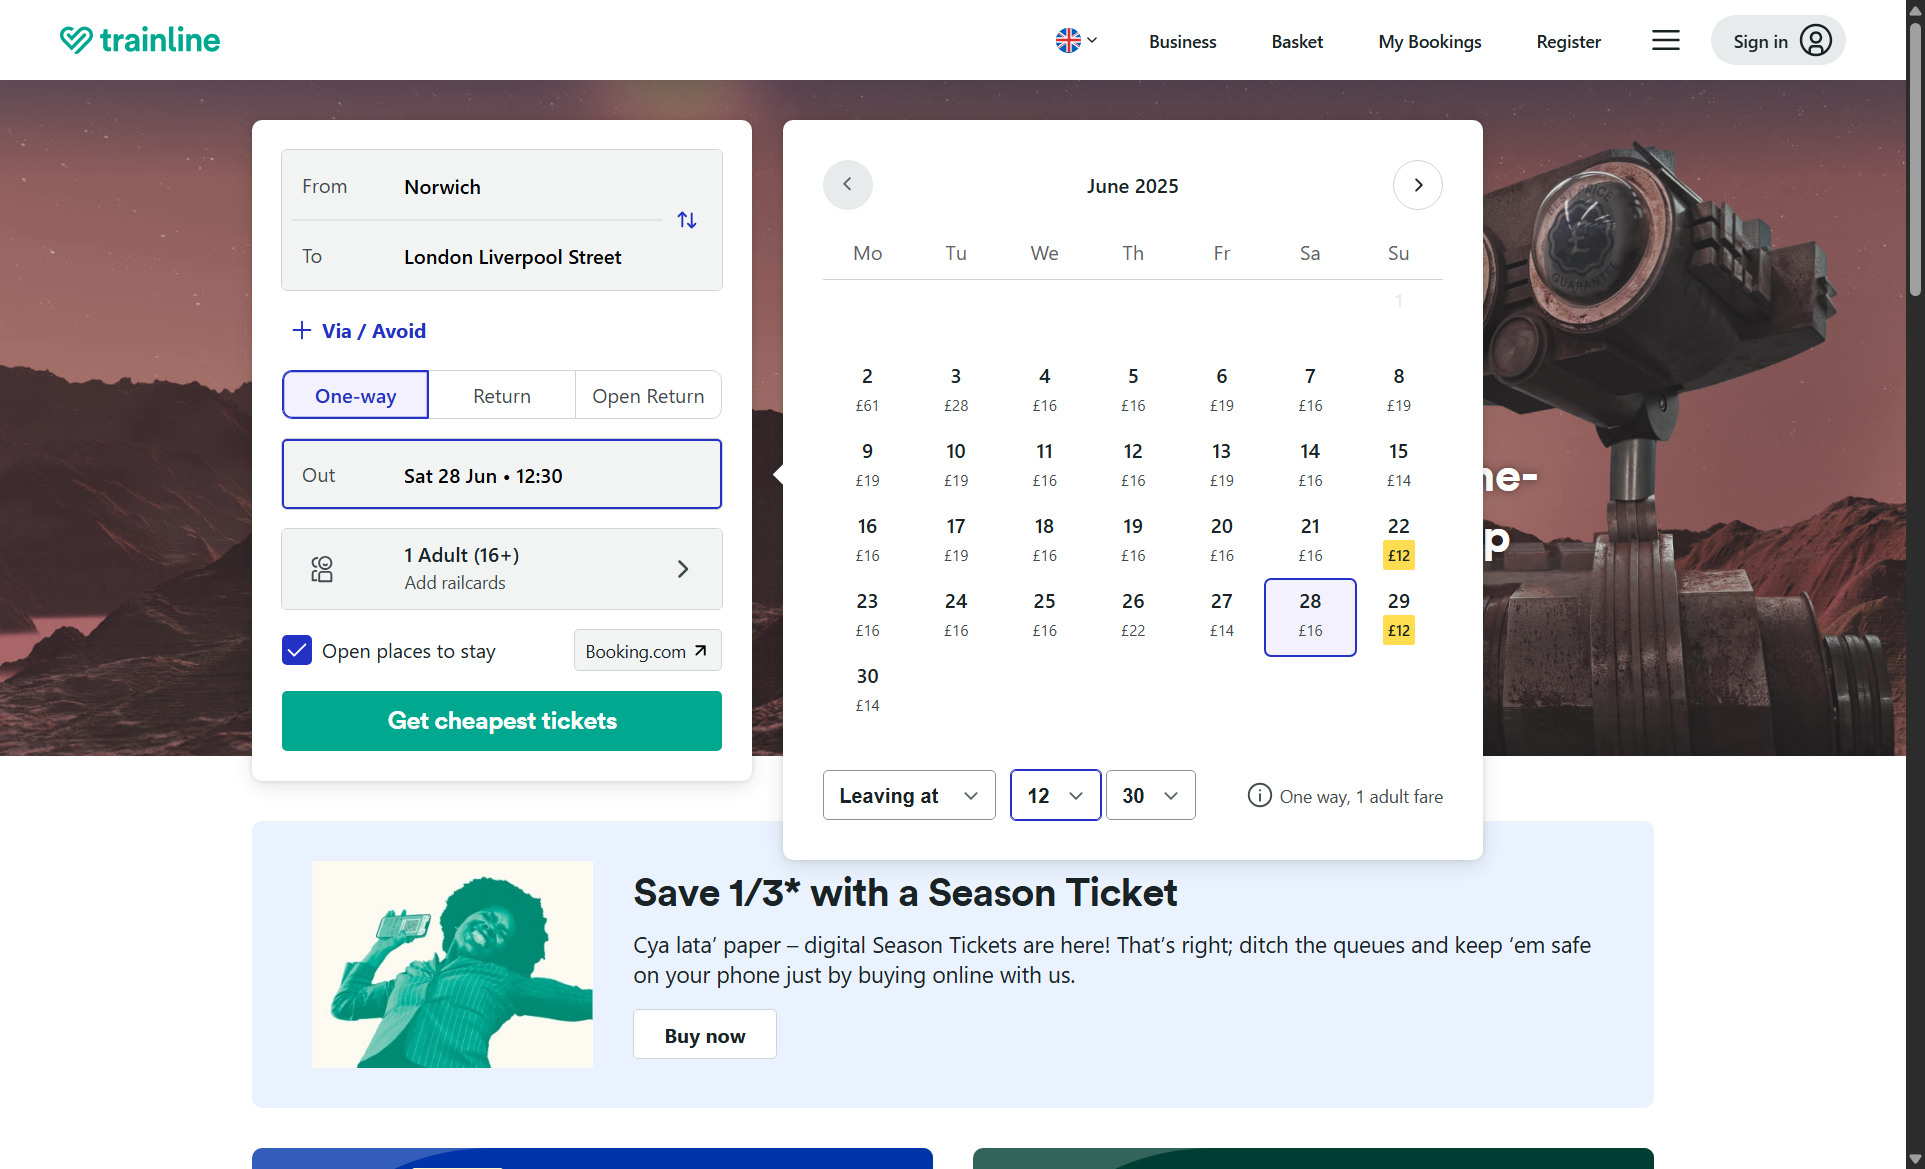 trainline
Business
Basket
My Bookings
Register
Sign in
From
Norwich
To
London Liverpool Street
Via / Avoid
One-way
Return
Open Return
Out
Sat 28 Jun • 12:30
1 Adult (16+)
Add railcards
Open places to stay
Booking.com
Get cheapest tickets
June 2025
Mo Tu We Th Fr Sa Su
1
2 3 4 5 6 7 8
£61 £28 £16 £16 £19 £16 £19
9 10 11 12 13 14 15
£19 £19 £16 £16 £19 £16 £14
16 17 18 19 20 21 22
£16 £19 £16 £16 £16 £16 £12
23 24 25 26 27 28 29
£16 £16 £16 £22 £14 £16 £12
30
£14
Leaving at
12
30
One way, 1 adult fare
PRICE
£
GUARANTEE
Save 1/3* with a Season Ticket
Cya lata’ paper – digital Season Tickets are here! That’s right; ditch the queues and keep ‘em safe
on your phone just by buying online with us.
Buy now